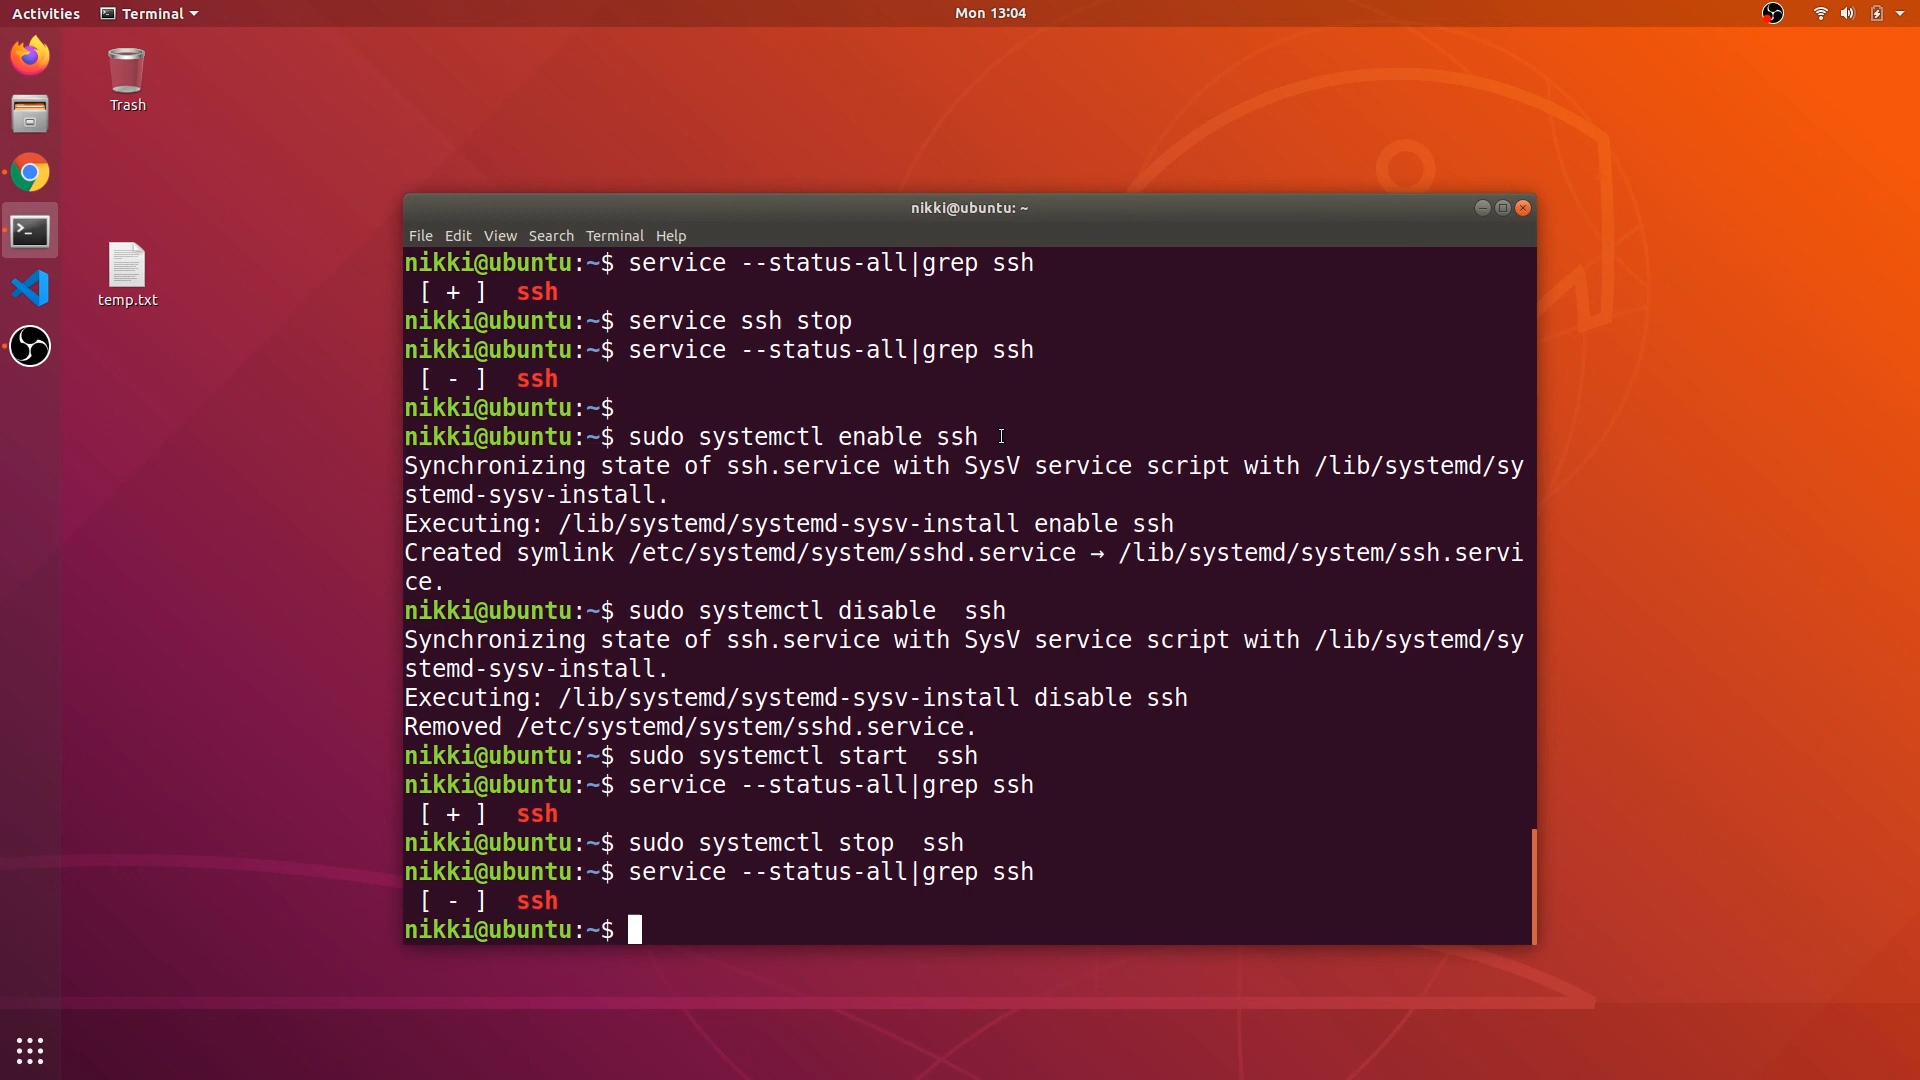 Activities Terminal Mon 13:04
Trash
temp.txt
nikki@ubuntu: ~
File Edit View Search Terminal Help
nikki@ubuntu:~$ service --status-all|grep ssh
[ + ]  ssh
nikki@ubuntu:~$ service ssh stop
nikki@ubuntu:~$ service --status-all|grep ssh
[ - ]  ssh
nikki@ubuntu:~$
nikki@ubuntu:~$ sudo systemctl enable ssh
Synchronizing state of ssh.service with SysV service script with /lib/systemd/sy
stemd-sysv-install.
Executing: /lib/systemd/systemd-sysv-install enable ssh
Created symlink /etc/systemd/system/sshd.service → /lib/systemd/system/ssh.servi
ce.
nikki@ubuntu:~$ sudo systemctl disable  ssh
Synchronizing state of ssh.service with SysV service script with /lib/systemd/sy
stemd-sysv-install.
Executing: /lib/systemd/systemd-sysv-install disable ssh
Removed /etc/systemd/system/sshd.service.
nikki@ubuntu:~$ sudo systemctl start  ssh
nikki@ubuntu:~$ service --status-all|grep ssh
[ + ]  ssh
nikki@ubuntu:~$ sudo systemctl stop  ssh
nikki@ubuntu:~$ service --status-all|grep ssh
[ - ]  ssh
nikki@ubuntu:~$